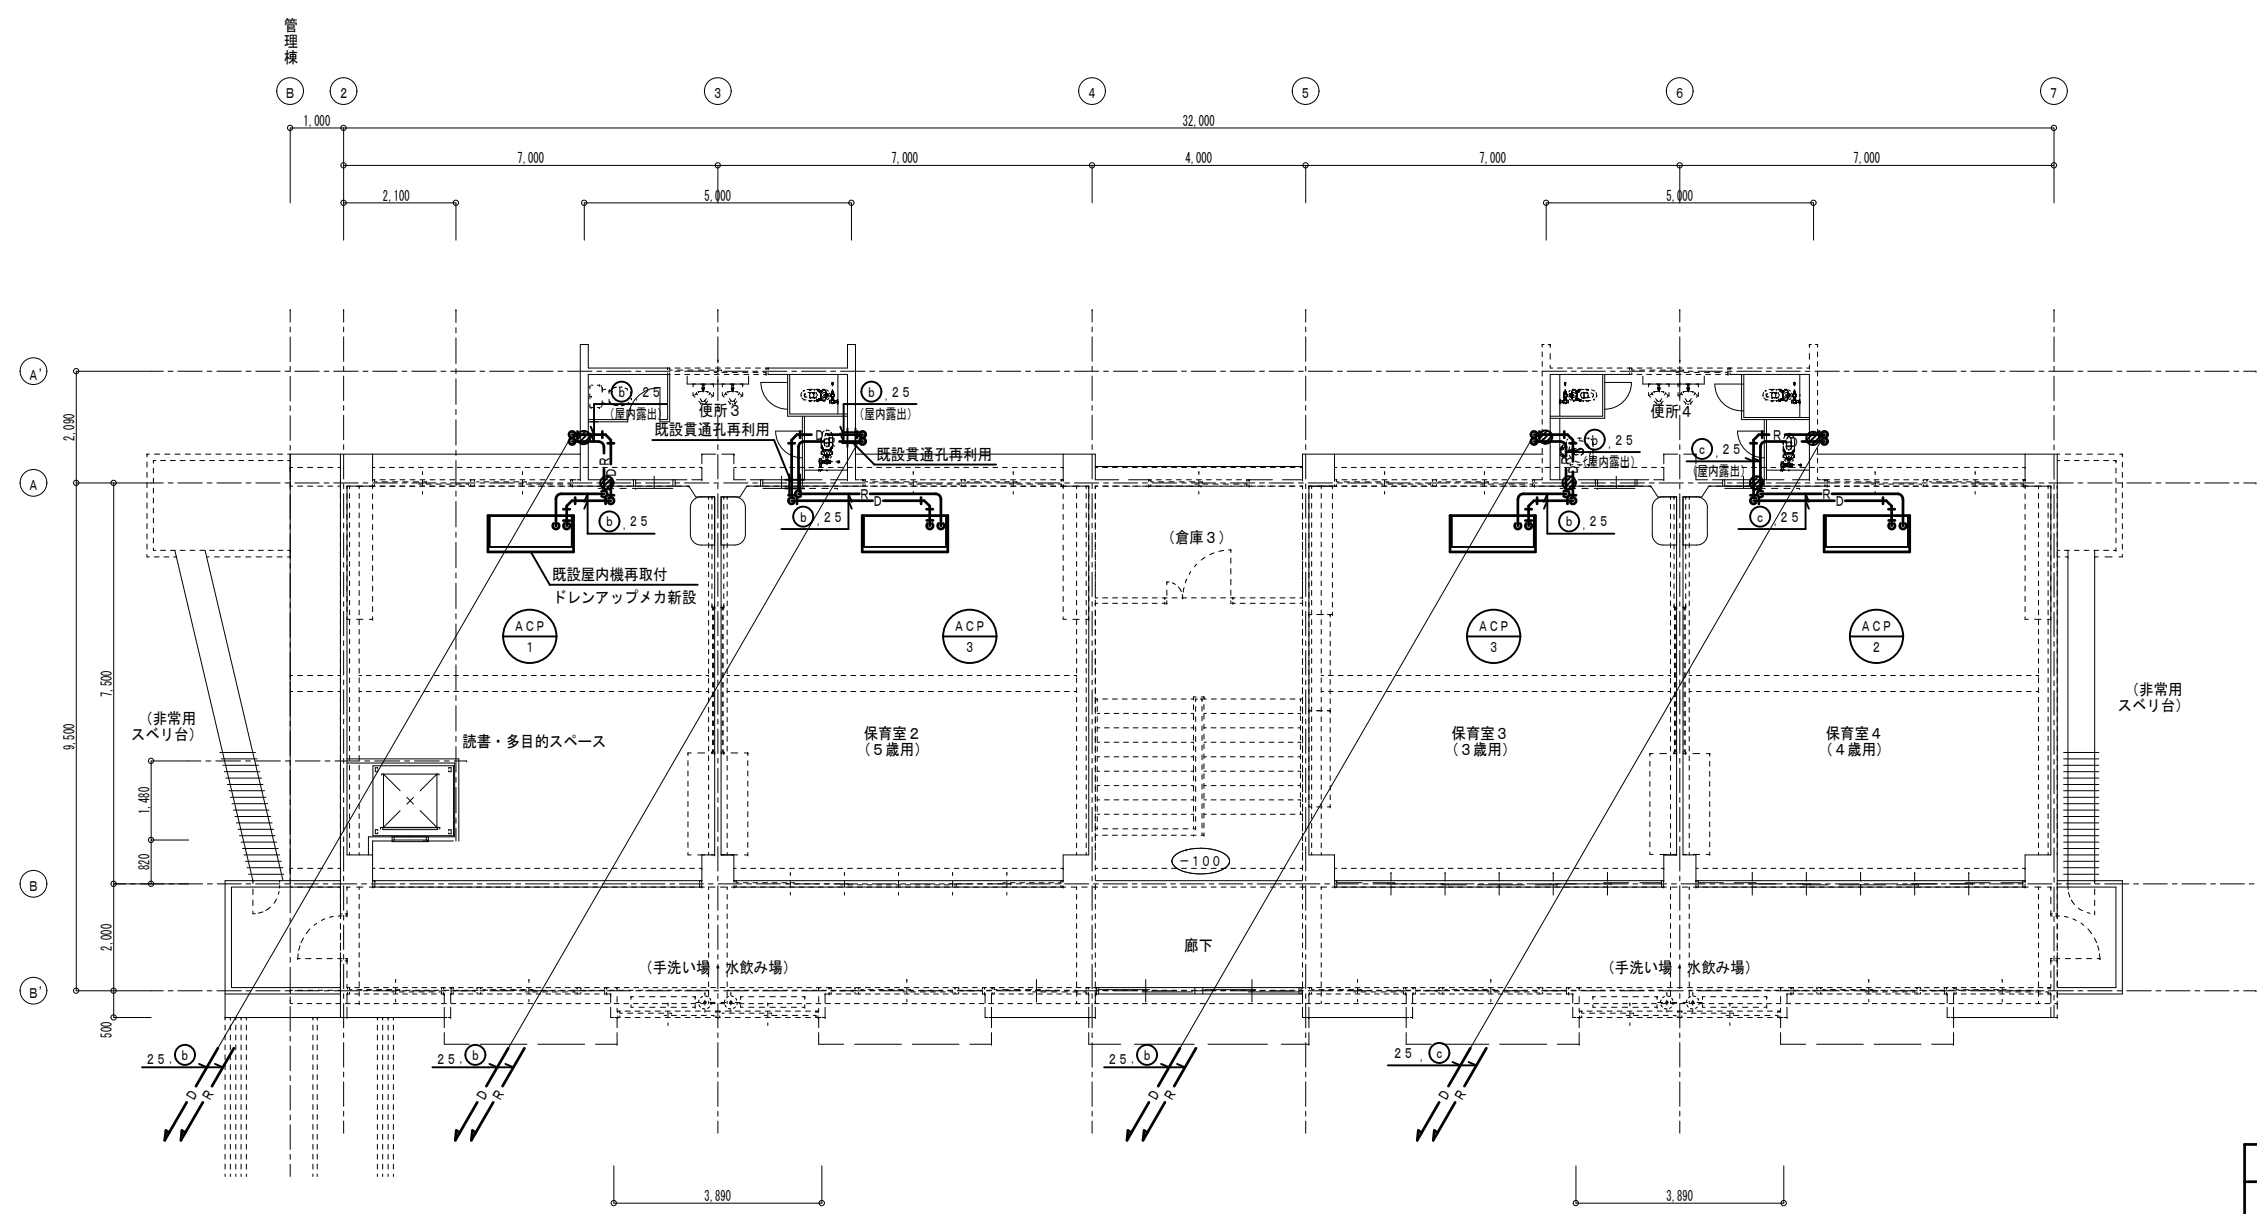 管理棟
B
2
3
4
5
6
7
1,000
32,000
7,000
7,000
4,000
7,000
7,000
2,100
5,000
5,000
A'
A
B
B'
2,090
7,500
9,500
1,480
820
2,000
500
b,25
(屋内露出)
便所3
b,25
(屋内露出)
既設貫通孔再利用
既設貫通孔再利用
D
R
D
R
D
b,25
b,25
便所4
b,25
(屋内露出)
c,25
(屋内露出)
R
R
D
b,25
c,25
既設屋内機再取付
ドレンアップメカ新設
(倉庫3)
ACP
1
ACP
3
ACP
3
ACP
2
(非常用
スベリ台)
読書・多目的スペース
保育室2
(5歳用)
保育室3
(3歳用)
保育室4
(4歳用)
(非常用
スベリ台)
-100
廊下
(手洗い場・水飲み場)
(手洗い場・水飲み場)
25,b
25,b
25,b
25,c
D
R
D
R
D
R
D
R
3,890
3,890